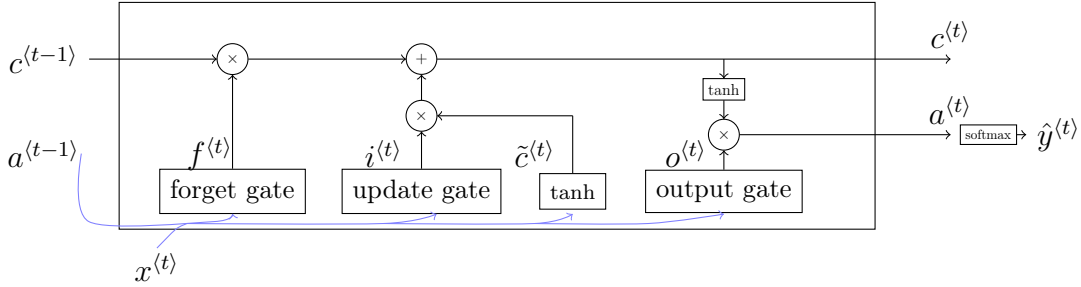 c^{⟨t−1⟩}
×
+
c^{⟨t⟩}
tanh
×
a^{⟨t−1⟩}
f^{⟨t⟩}
i^{⟨t⟩}
c̃^{⟨t⟩}
o^{⟨t⟩}
×
a^{⟨t⟩}
softmax
ŷ^{⟨t⟩}
forget gate
update gate
tanh
output gate
x^{⟨t⟩}